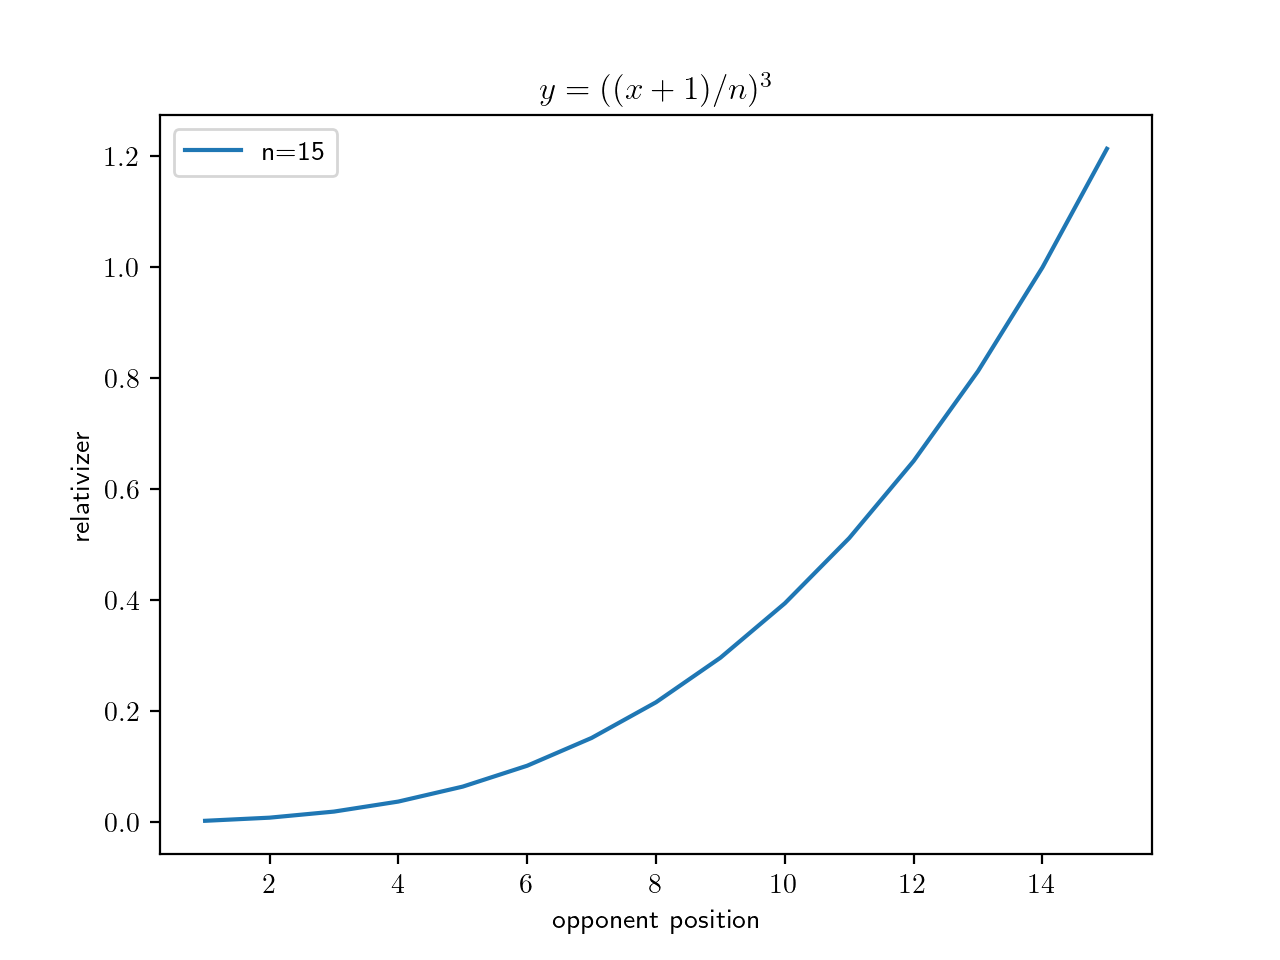 y = ((x + 1)/n)³
n=15
1.2
1.0
0.8
0.6
0.4
0.2
0.0
relativizer
2 4 6 8 10 12 14
opponent position